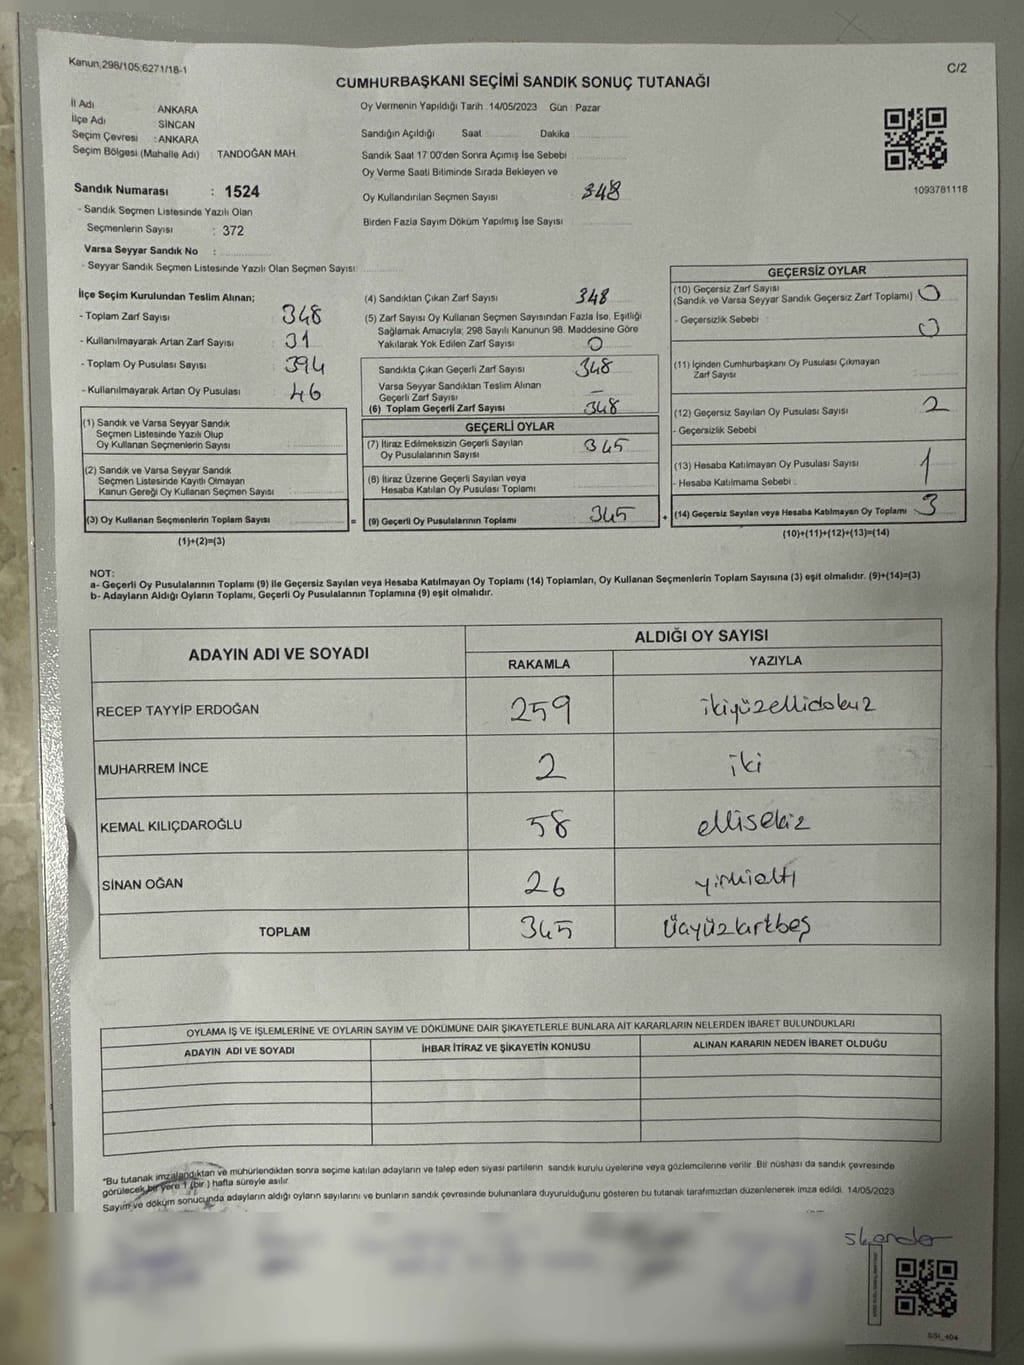 Kanun,298/105,6271/18-1
C/2
CUMHURBAŞKANI SEÇİMİ SANDIK SONUÇ TUTANAĞI
İl Adı ANKARA
İlçe Adı : SİNCAN
Seçim Çevresi : ANKARA
Seçim Bölgesi (Mahalle Adı) : TANDOĞAN MAH.
Sandık Numarası : 1524
- Sandık Seçmen Listesinde Yazılı Olan
Seçmenlerin Sayısı : 372
Varsa Seyyar Sandık No :
- Seyyar Sandık Seçmen Listesinde Yazılı Olan Seçmen Sayısı:
Oy Vermenin Yapıldığı Tarih :14/05/2023 Gün : Pazar
Sandığın Açıldığı Saat Dakika
Sandık Saat 17:00'den Sonra Açımış İse Sebebi :
Oy Verme Saati Bitiminde Sırada Bekleyen ve
Oy Kullandırılan Seçmen Sayısı : 348
Birden Fazla Sayım Döküm Yapılmış İse Sayısı :
1093781118
İlçe Seçim Kurulundan Teslim Alınan;
- Toplam Zarf Sayısı : 348
- Kullanılmayarak Artan Zarf Sayısı : 31
- Toplam Oy Pusulası Sayısı : 394
- Kullanılmayarak Artan Oy Pusulası : 46
(1) Sandık ve Varsa Seyyar Sandık
Seçmen Listesinde Yazılı Olup
Oy Kullanan Seçmenlerin Sayısı :
(2) Sandık ve Varsa Seyyar Sandık
Seçmen Listesinde Kayıtlı Olmayan
Kanun Gereği Oy Kullanan Seçmen Sayısı :
(3) Oy Kullanan Seçmenlerin Toplam Sayısı :
(1)+(2)=(3)
=
(4) Sandıktan Çıkan Zarf Sayısı : 348
(5) Zarf Sayısı Oy Kullanan Seçmen Sayısından Fazla İse, Eşitliği
Sağlamak Amacıyla; 298 Sayılı Kanunun 98. Maddesine Göre
Yakılarak Yok Edilen Zarf Sayısı : 0
Sandıkta Çıkan Geçerli Zarf Sayısı : 348
Varsa Seyyar Sandıktan Teslim Alınan
Geçerli Zarf Sayısı : –
(6) Toplam Geçerli Zarf Sayısı : 348
GEÇERLİ OYLAR
(7) İtiraz Edilmeksizin Geçerli Sayılan
Oy Pusulalarının Sayısı : 345
(8) İtiraz Üzerine Geçerli Sayılan veya
Hesaba Katılan Oy Pusulası Toplamı :
(9) Geçerli Oy Pusulalarının Toplamı : 345
+
GEÇERSİZ OYLAR
(10) Geçersiz Zarf Sayısı
(Sandık ve Varsa Seyyar Sandık Geçersiz Zarf Toplamı) : 0
- Geçersizlik Sebebi : 0
(11) İçinden Cumhurbaşkanı Oy Pusulası Çıkmayan
Zarf Sayısı :
(12) Geçersiz Sayılan Oy Pusulası Sayısı : 2
- Geçersizlik Sebebi :
(13) Hesaba Katılmayan Oy Pusulası Sayısı : 1
- Hesaba Katılmama Sebebi :
(14) Geçersiz Sayılan veya Hesaba Katılmayan Oy Toplamı : 3
(10)+(11)+(12)+(13)=(14)
NOT:
a- Geçerli Oy Pusulalarının Toplamı (9) ile Geçersiz Sayılan veya Hesaba Katılmayan Oy Toplamı (14) Toplamları, Oy Kullanan Seçmenlerin Toplam Sayısına (3) eşit olmalıdır. (9)+(14)=(3)
b- Adayların Aldığı Oyların Toplamı, Geçerli Oy Pusulalarının Toplamına (9) eşit olmalıdır.
ADAYIN ADI VE SOYADI ALDIĞI OY SAYISI
RAKAMLA YAZIYLA
RECEP TAYYİP ERDOĞAN 259 ikiyüzellidokuz
MUHARREM İNCE 2 iki
KEMAL KILIÇDAROĞLU 58 ellisekiz
SİNAN OĞAN 26 yirmialtı
TOPLAM 345 Üçyüzkırkbeş
OYLAMA İŞ VE İŞLEMLERİNE VE OYLARIN SAYIM VE DÖKÜMÜNE DAİR ŞİKAYETLERLE BUNLARA AİT KARARLARIN NELERDEN İBARET BULUNDUKLARI
ADAYIN ADI VE SOYADI İHBAR İTİRAZ VE ŞİKAYETİN KONUSU ALINAN KARARIN NEDEN İBARET OLDUĞU
*Bu tutanak imzalandıktan ve mühürlendikten sonra seçime katılan adayların ve talep eden siyasi partilerin sandık kurulu üyelerine veya gözlemcilerine verilir. Bir nüshası da sandık çevresinde
görülecek bir yere 1 (bir ) hafta süreyle asılır.
Sayım ve döküm sonucunda adayların aldığı oyların sayılarını ve bunların sandık çevresinde bulunanlara duyurulduğunu gösteren bu tutanak tarafımızdan düzenlenerek imza edildi. 14/05/2023
SSI_404